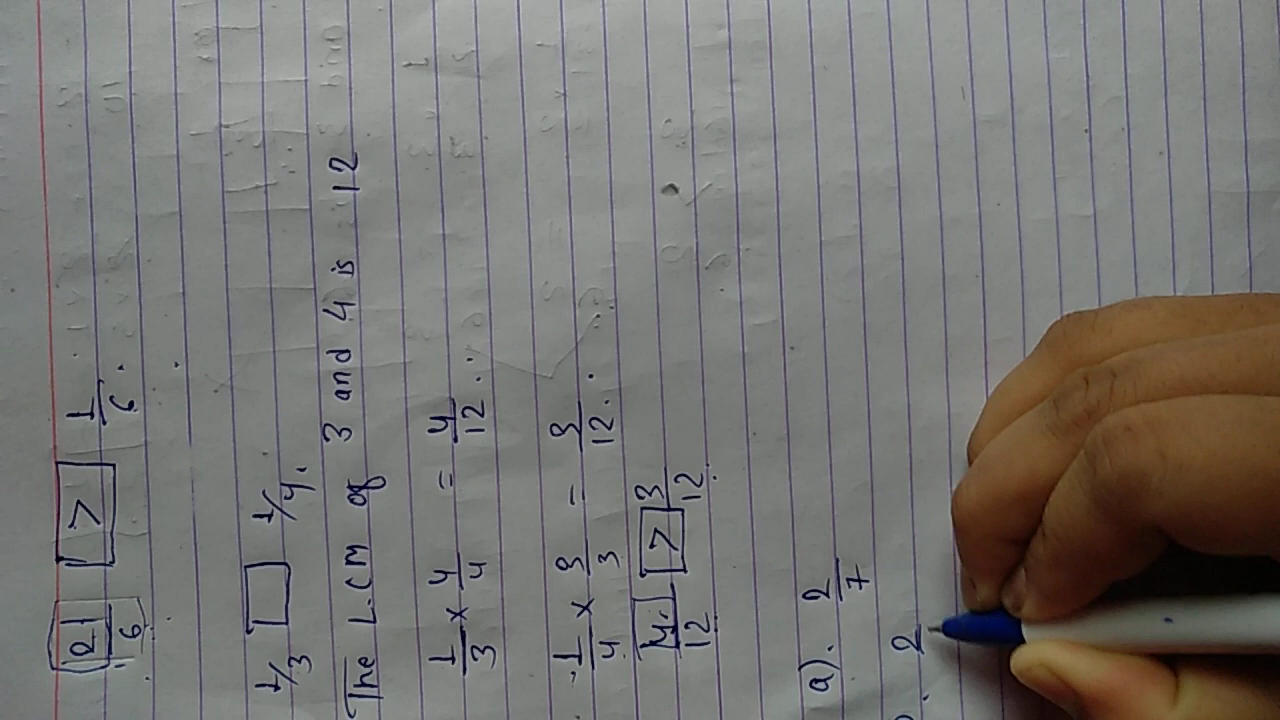 2/6 > 1/6.
1/3 □ 1/4.
The LCM of 3 and 4 is 12
1/3 × 4/4 = 4/12.
1/4 × 3/3 = 3/12.
4/12 > 3/12
a). 2/7
2